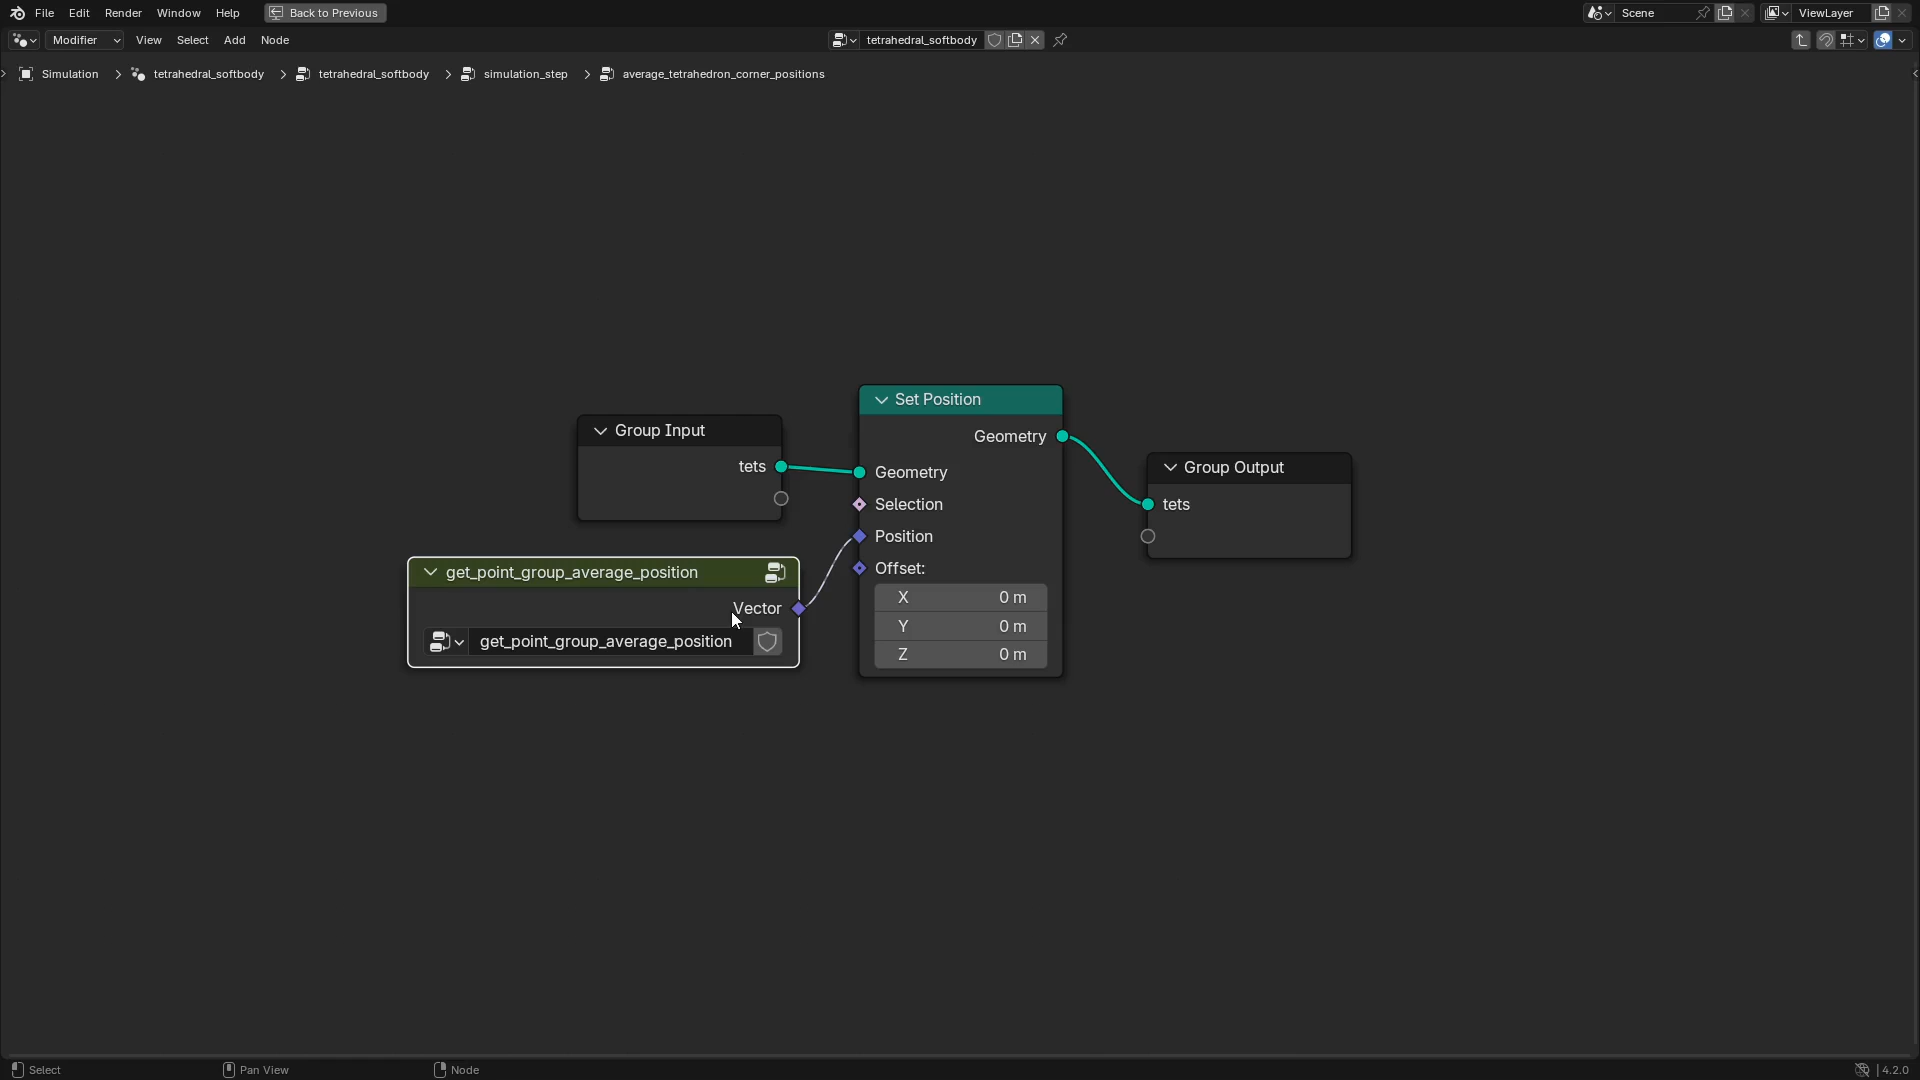 File Edit Render Window Help Back to Previous Scene ViewLayer
Modifier View Select Add Node tetrahedral_softbody
Simulation tetrahedral_softbody tetrahedral_softbody simulation_step average_tetrahedron_corner_positions
Set Position
Geometry
Geometry
Selection
Position
Offset:
X 0 m
Y 0 m
Z 0 m
Group Input
tets
get_point_group_average_position
Vector
get_point_group_average_position
Group Output
tets
Select Pan View Node 4.2.0